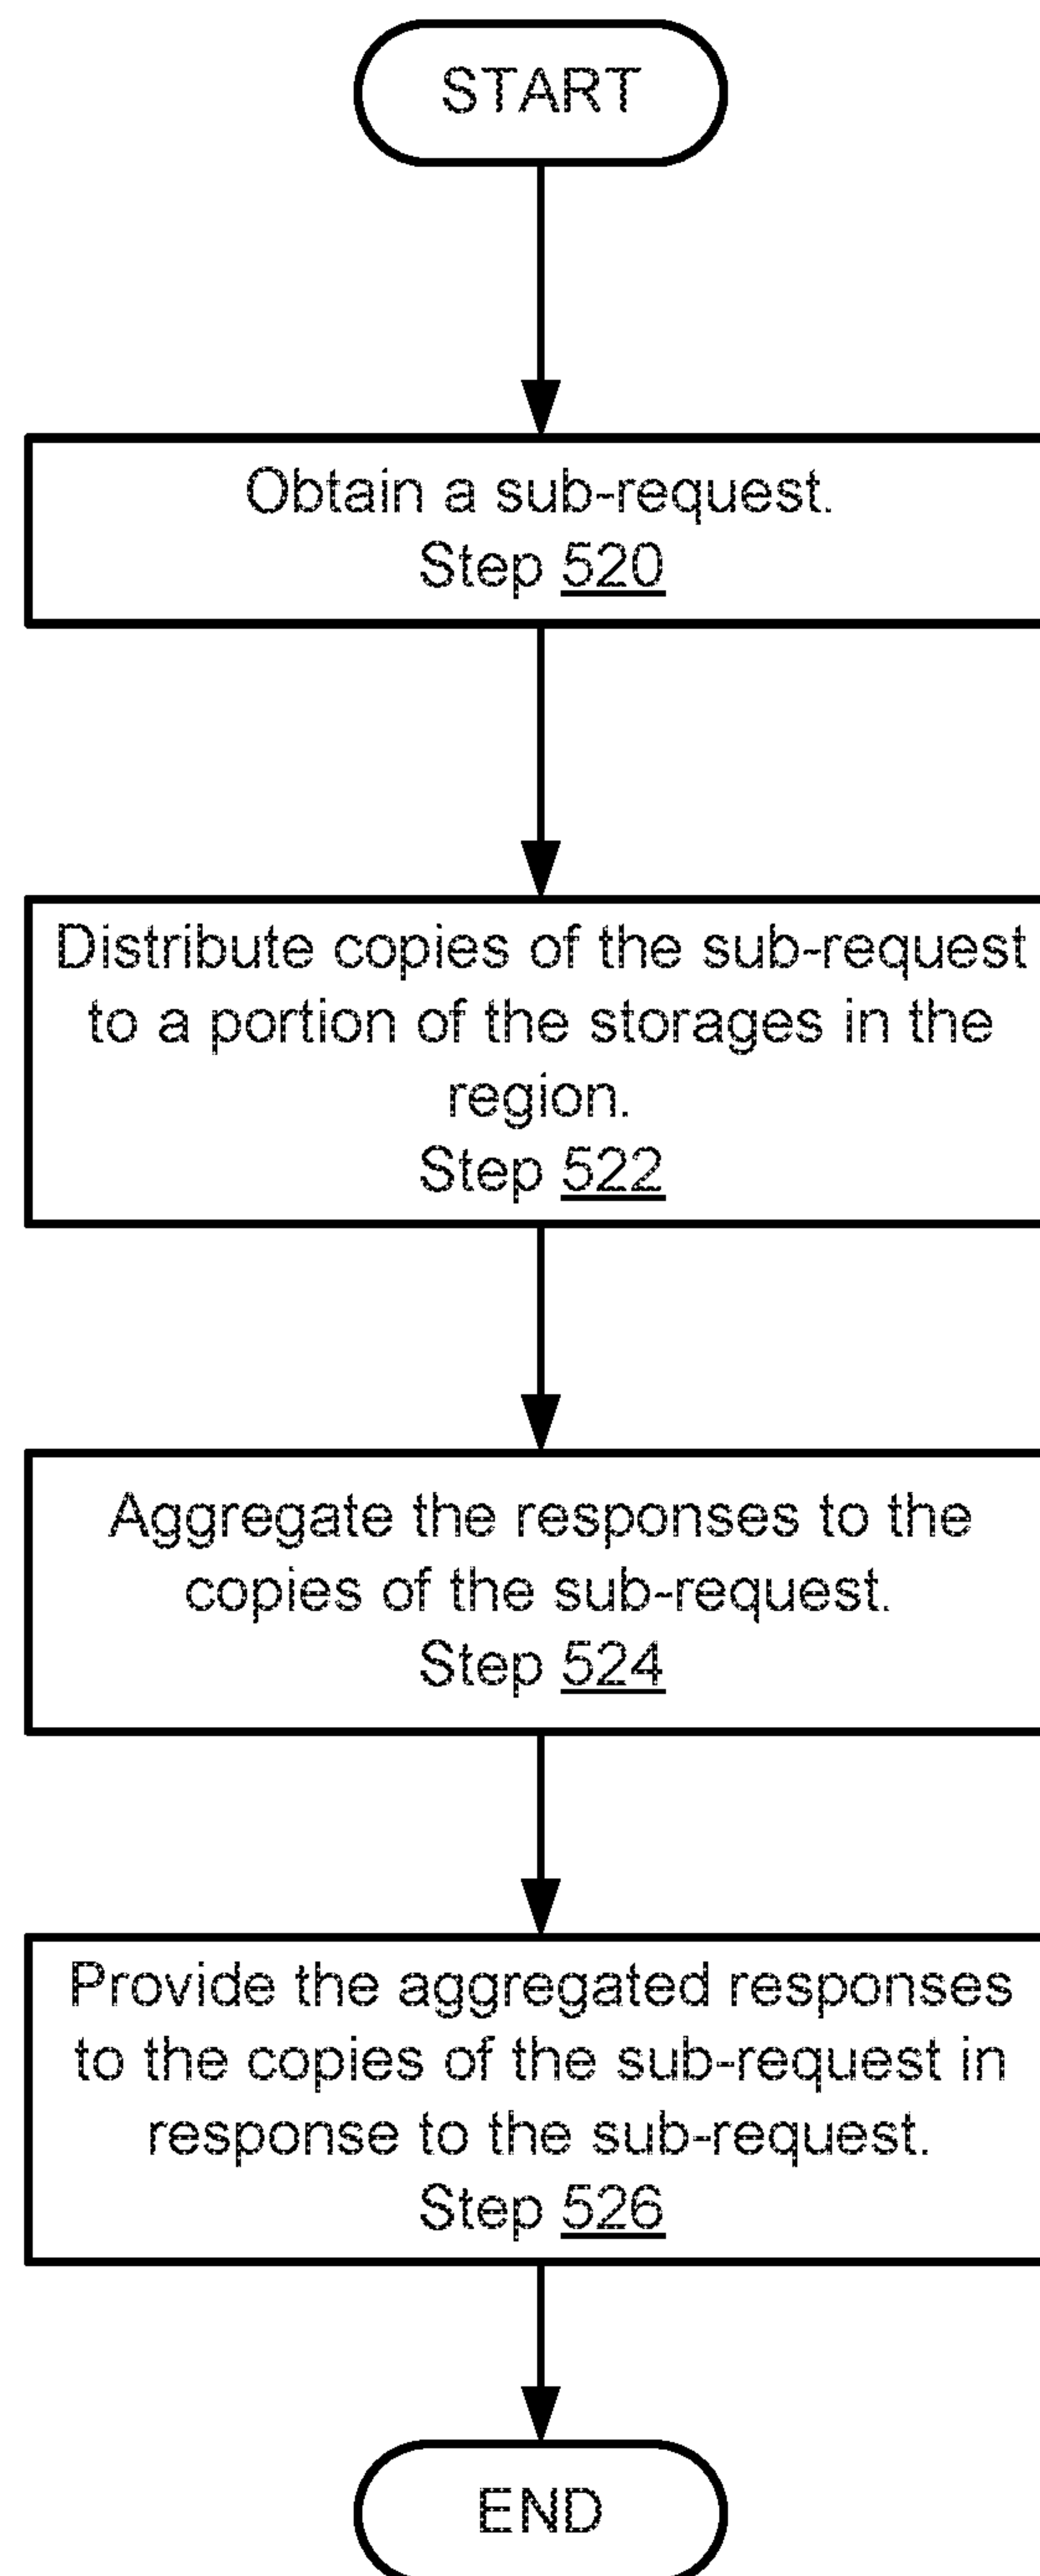 START
Obtain a sub-request.
Step 520
Distribute copies of the sub-request
to a portion of the storages in the
region.
Step 522
Aggregate the responses to the
copies of the sub-request.
Step 524
Provide the aggregated responses
to the copies of the sub-request in
response to the sub-request.
Step 526
END